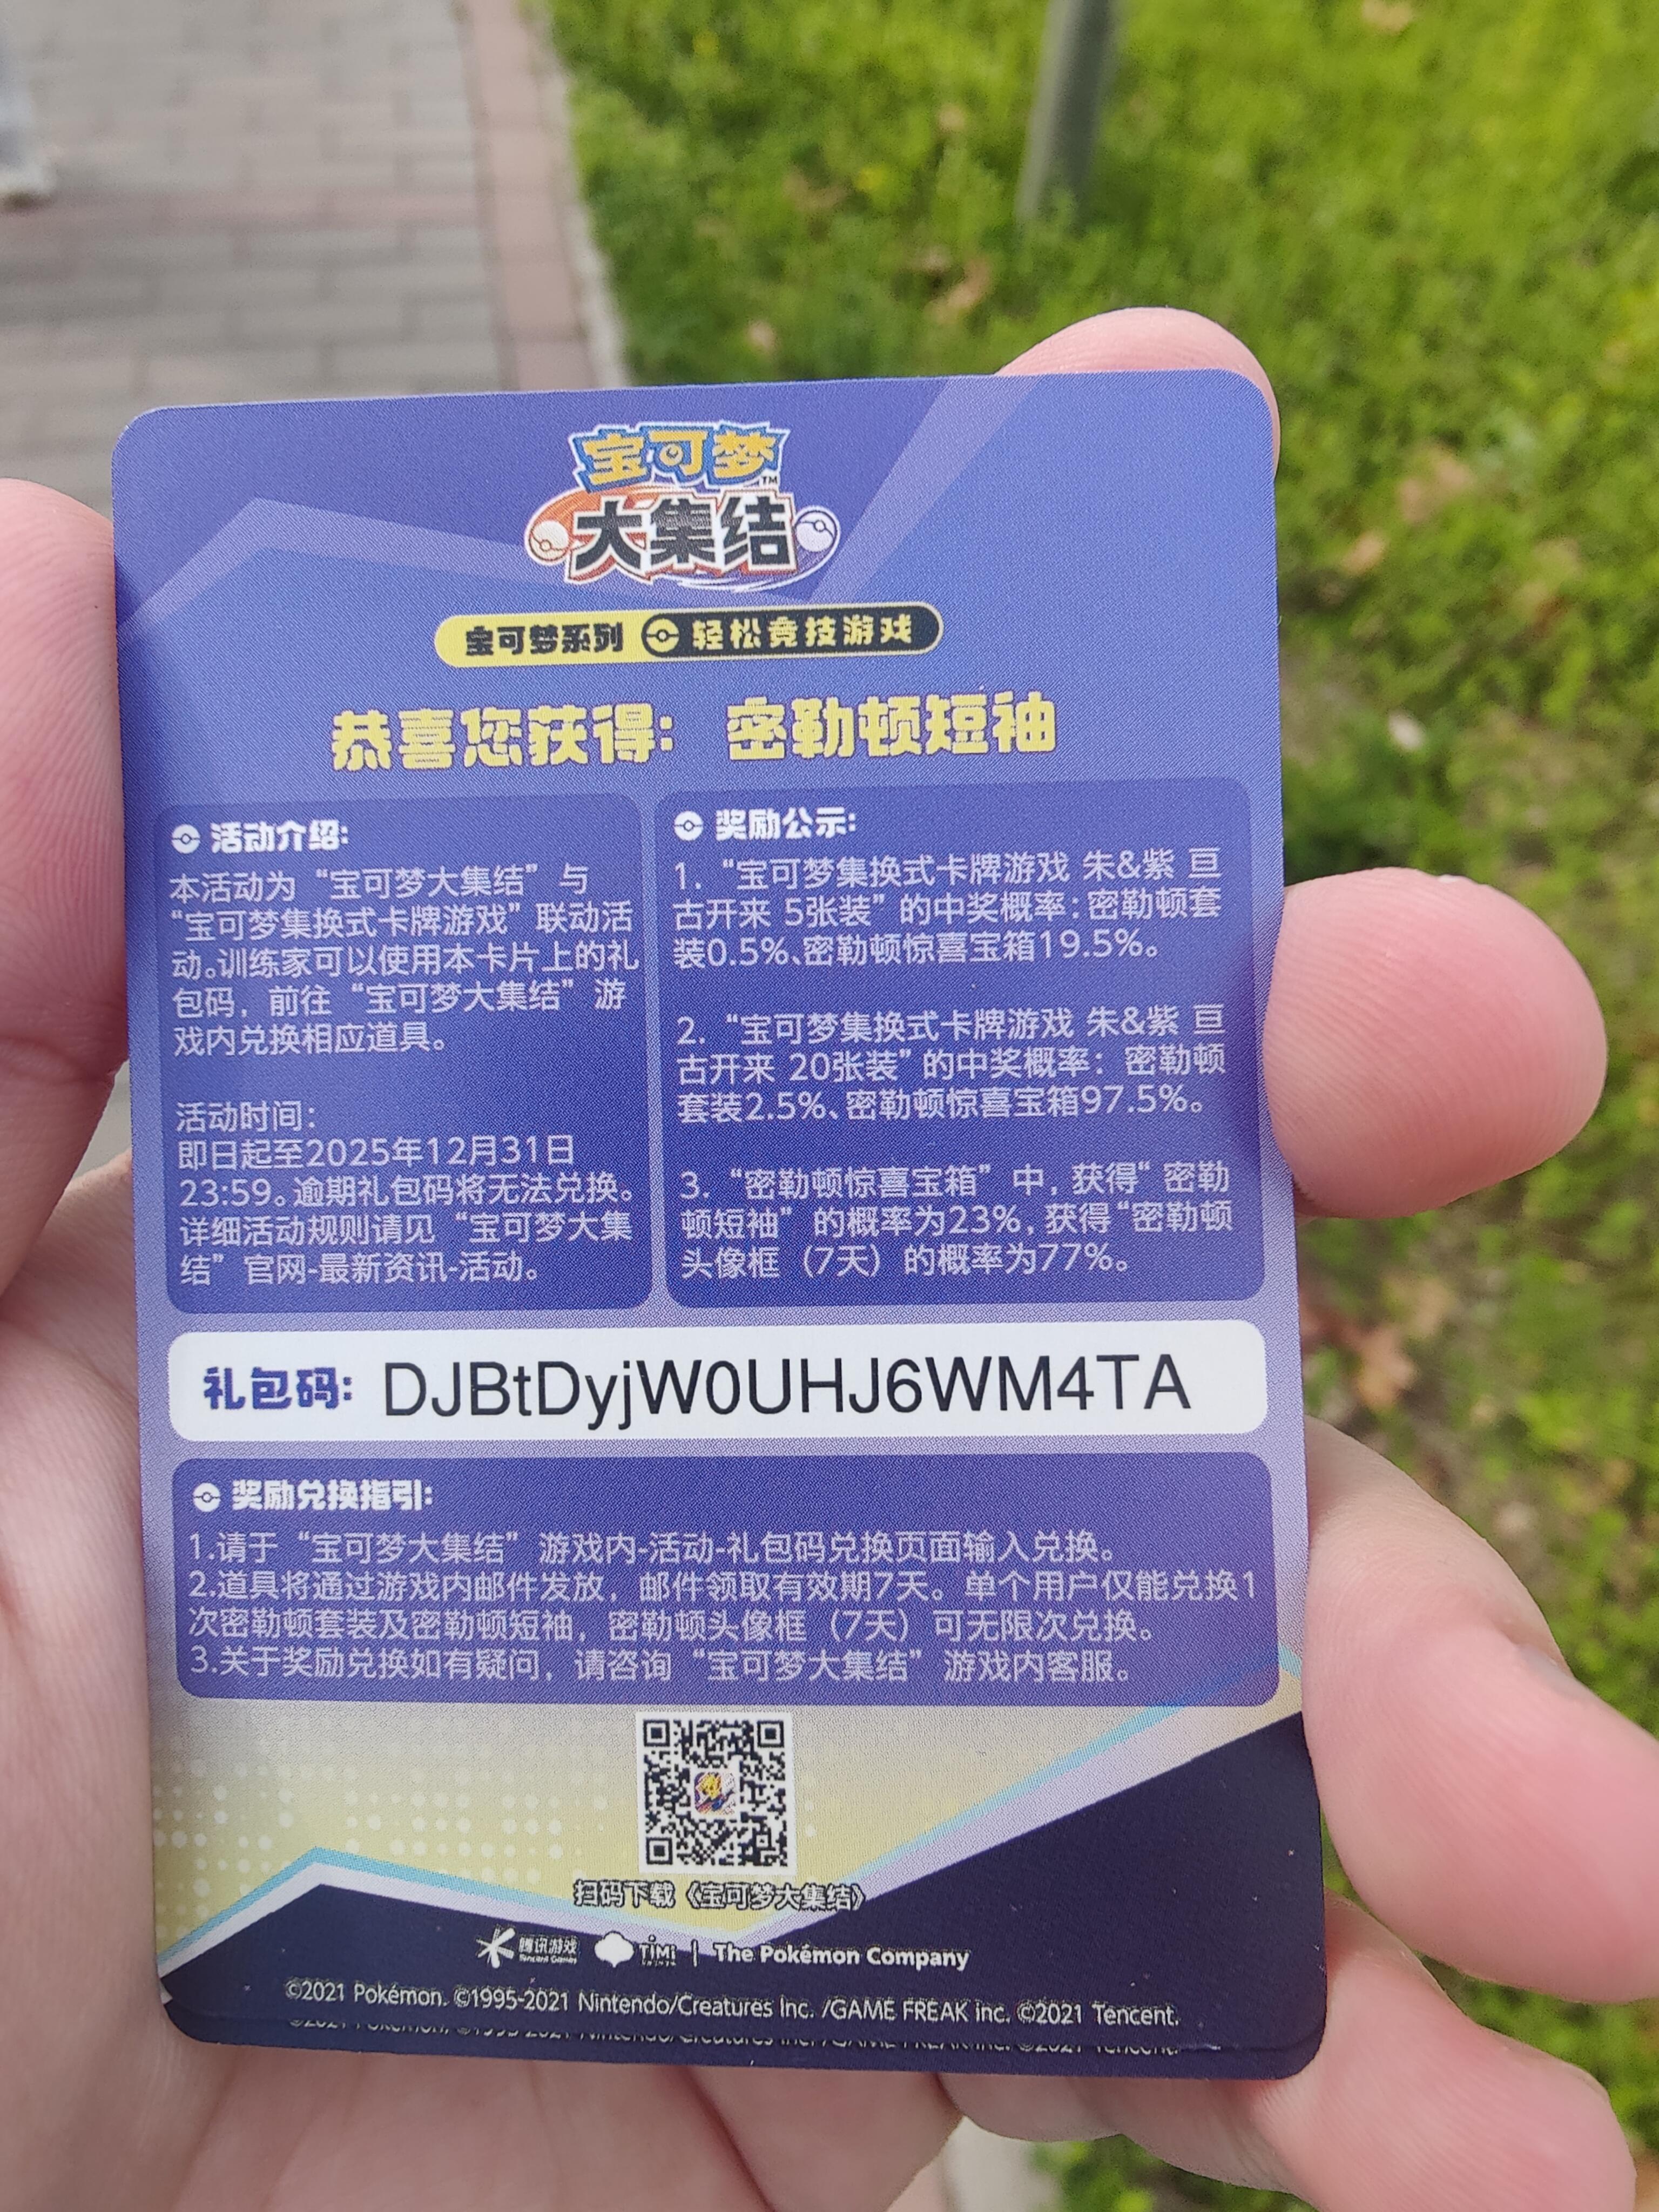 宝可梦™
大集结
宝可梦系列 轻松竞技游戏
恭喜您获得: 密勒顿短袖
活动介绍:
本活动为“宝可梦大集结”与
“宝可梦集换式卡牌游戏”联动活
动。训练家可以使用本卡片上的礼
包码，前往“宝可梦大集结”游
戏内兑换相应道具。
活动时间:
即日起至2025年12月31日
23:59。逾期礼包码将无法兑换。
详细活动规则请见“宝可梦大集
结”官网-最新资讯-活动。
奖励公示:
1. “宝可梦集换式卡牌游戏 朱&紫 亘
古开来 5张装”的中奖概率:密勒顿套
装0.5%、密勒顿惊喜宝箱19.5%。
2. “宝可梦集换式卡牌游戏 朱&紫 亘
古开来 20张装”的中奖概率: 密勒顿
套装2.5%、密勒顿惊喜宝箱97.5%。
3. “密勒顿惊喜宝箱”中, 获得“密勒
顿短袖”的概率为23%, 获得“密勒顿
头像框（7天）的概率为77%。
礼包码: DJBtDyjW0UHJ6WM4TA
奖励兑换指引:
1.请于“宝可梦大集结”游戏内-活动-礼包码兑换页面输入兑换。
2.道具将通过游戏内邮件发放，邮件领取有效期7天。单个用户仅能兑换1
次密勒顿套装及密勒顿短袖，密勒顿头像框（7天）可无限次兑换。
3.关于奖励兑换如有疑问，请咨询“宝可梦大集结”游戏内客服。
扫码下载《宝可梦大集结》
腾讯游戏 Tencent Games TiMi | The Pokémon Company
©2021 Pokémon. ©1995-2021 Nintendo/Creatures Inc. /GAME FREAK inc. ©2021 Tencent.